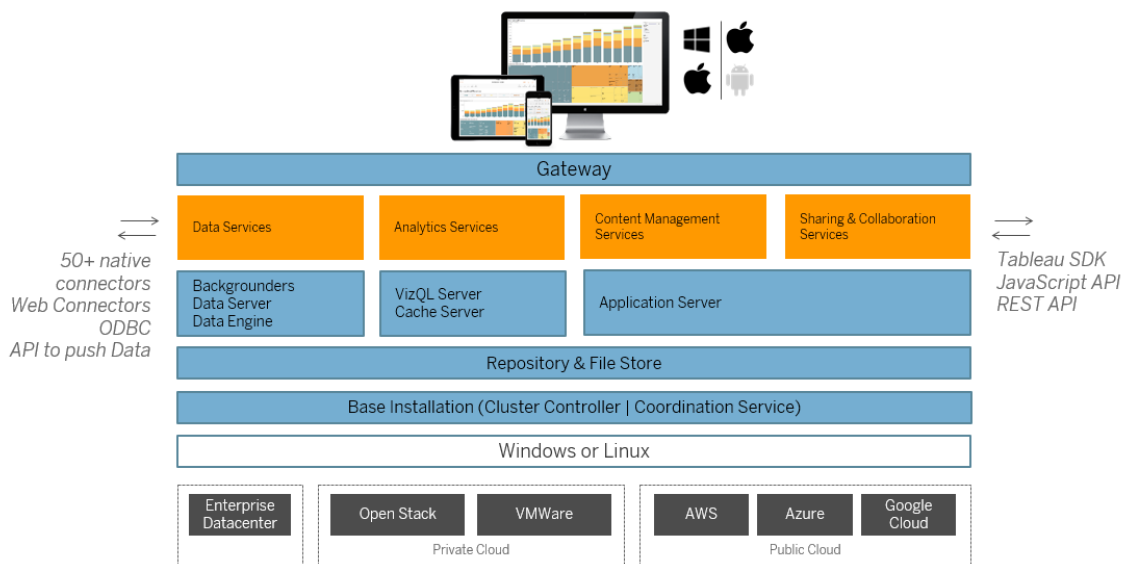 Gateway
Data Services
Analytics Services
Content Management
Services
Sharing & Collaboration
Services
50+ native
connectors
Web Connectors
ODBC
API to push Data
Backgrounders
Data Server
Data Engine
VizQL Server
Cache Server
Application Server
Tableau SDK
JavaScript API
REST API
Repository & File Store
Base Installation (Cluster Controller | Coordination Service)
Windows or Linux
Enterprise
Datacenter
Open Stack
VMWare
Private Cloud
AWS
Azure
Google
Cloud
Public Cloud